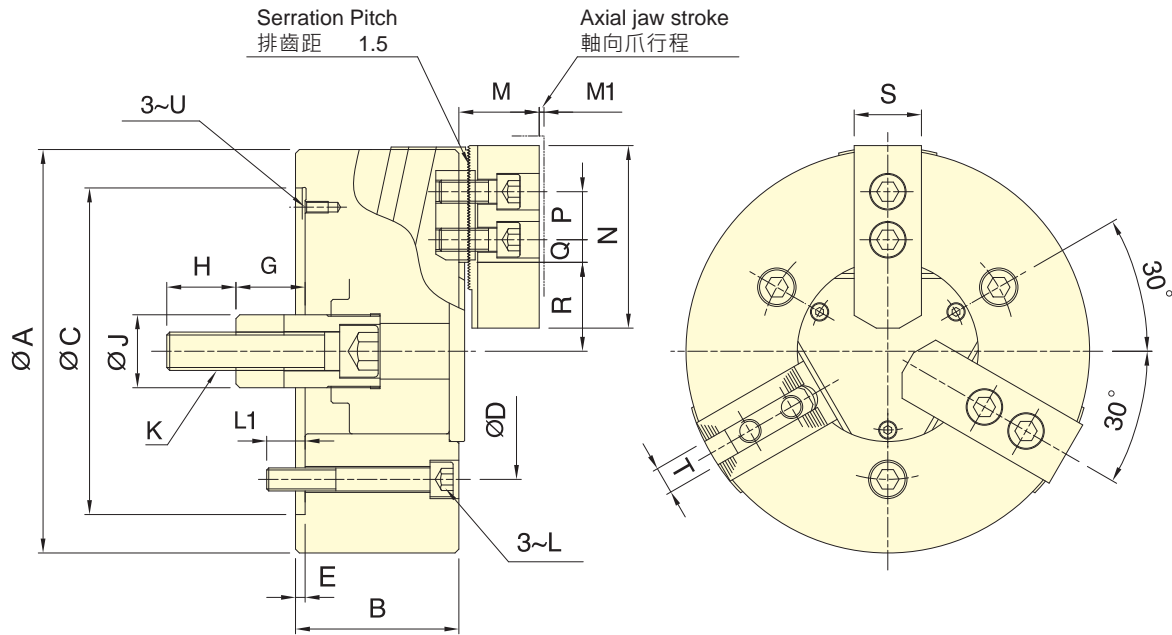 Serration Pitch
排齒距 1.5
Axial jaw stroke
軸向爪行程
M
M1
S
3~U
P
N
Q
H
G
R
30°
ØA
ØC
ØJ
K
L1
ØD
30°
T
3~L
E
B